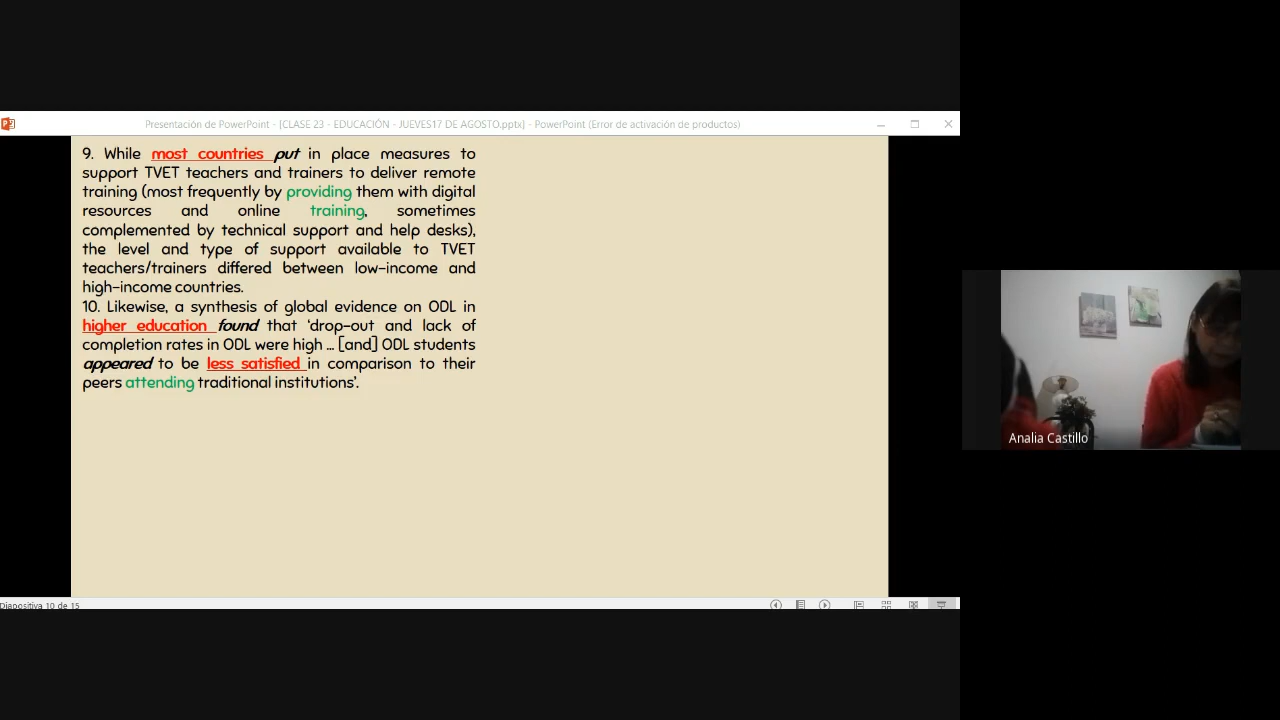 Presentación de PowerPoint - [CLASE 23 - EDUCACIÓN - JUEVES17 DE AGOSTO.pptx] - PowerPoint (Error de activación de productos)
9. While most countries put in place measures to
support TVET teachers and trainers to deliver remote
training (most frequently by providing them with digital
resources and online training, sometimes
complemented by technical support and help desks),
the level and type of support available to TVET
teachers/trainers differed between low-income and
high-income countries.
10. Likewise, a synthesis of global evidence on ODL in
higher education found that ‘drop-out and lack of
completion rates in ODL were high ... [and] ODL students
appeared to be less satisfied in comparison to their
peers attending traditional institutions’.
Analia Castillo
Diapositiva 10 de 15